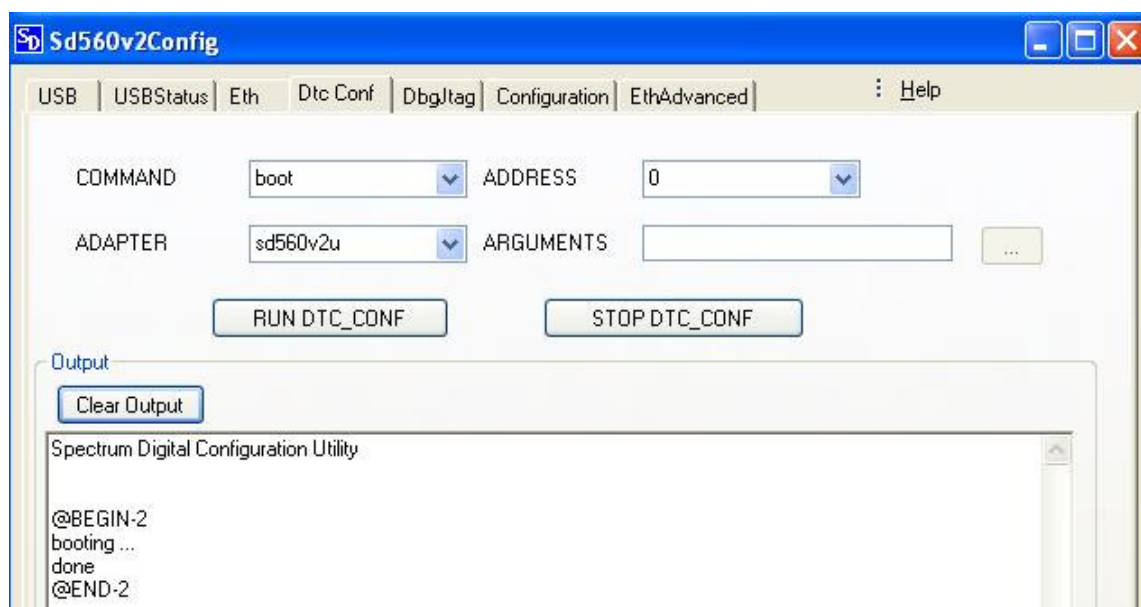 SD Sd560v2Config
USB USBStatus Eth Dtc Conf DbgJtag Configuration EthAdvanced Help
COMMAND boot ADDRESS 0
ADAPTER sd560v2u ARGUMENTS ...
RUN DTC_CONF STOP DTC_CONF
Output
Clear Output
Spectrum Digital Configuration Utility
@BEGIN-2
booting ...
done
@END-2